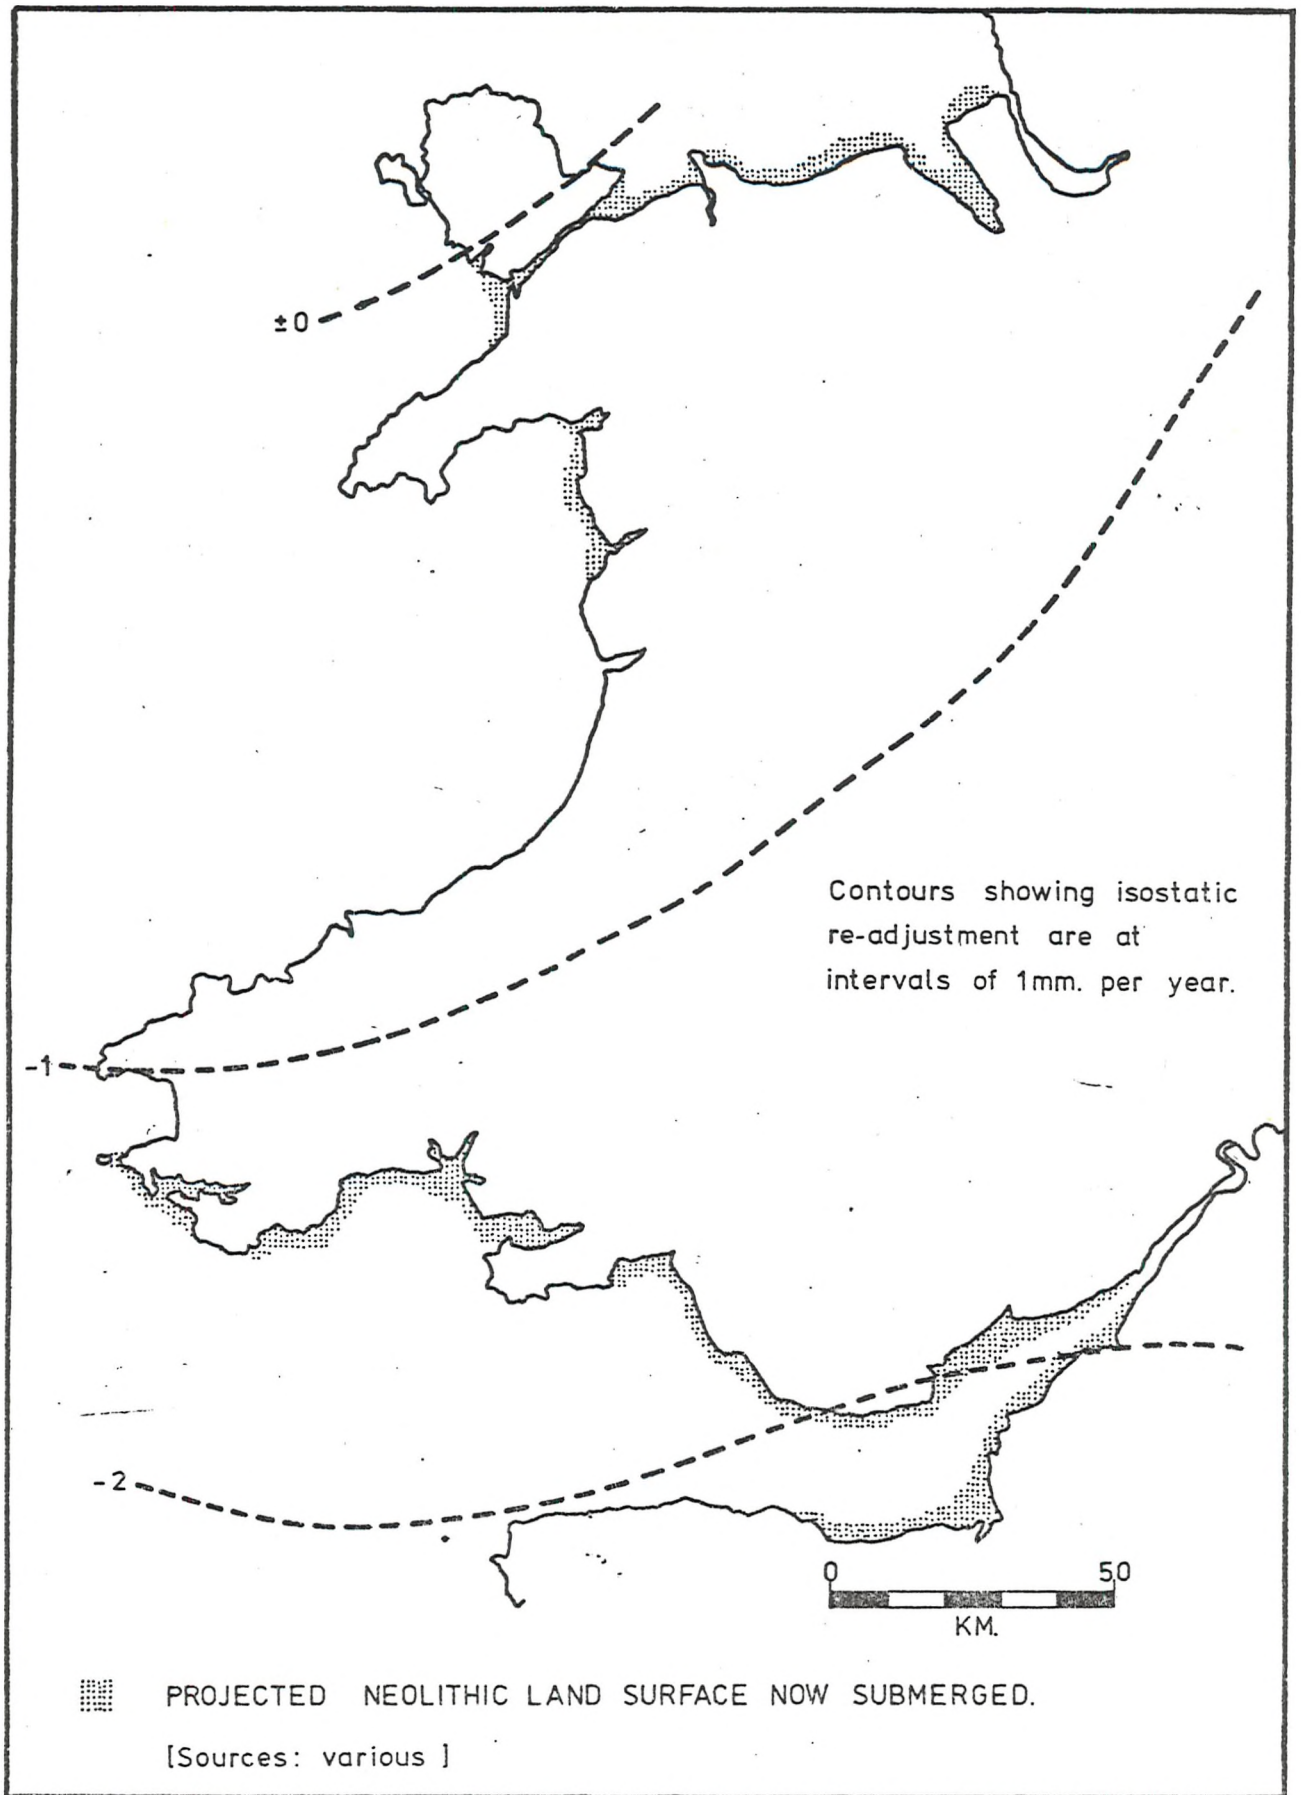 ±0
Contours showing isostatic
re-adjustment are at
intervals of 1mm. per year.
-1
-2
0 50
KM.
PROJECTED NEOLITHIC LAND SURFACE NOW SUBMERGED.
[Sources: various ]